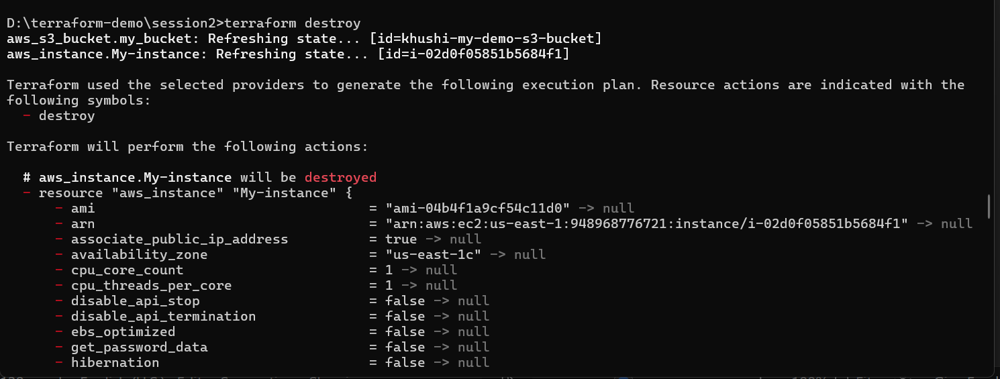 D:\terraform-demo\session2>terraform destroy
aws_s3_bucket.my_bucket: Refreshing state... [id=khushi-my-demo-s3-bucket]
aws_instance.My-instance: Refreshing state... [id=i-02d0f05851b5684f1]
Terraform used the selected providers to generate the following execution plan. Resource actions are indicated with the
following symbols:
  - destroy
Terraform will perform the following actions:
  # aws_instance.My-instance will be destroyed
  - resource "aws_instance" "My-instance" {
      - ami                                  = "ami-04b4f1a9cf54c11d0" -> null
      - arn                                  = "arn:aws:ec2:us-east-1:948968776721:instance/i-02d0f05851b5684f1" -> null
      - associate_public_ip_address          = true -> null
      - availability_zone                    = "us-east-1c" -> null
      - cpu_core_count                       = 1 -> null
      - cpu_threads_per_core                 = 1 -> null
      - disable_api_stop                     = false -> null
      - disable_api_termination              = false -> null
      - ebs_optimized                        = false -> null
      - get_password_data                    = false -> null
      - hibernation                          = false -> null